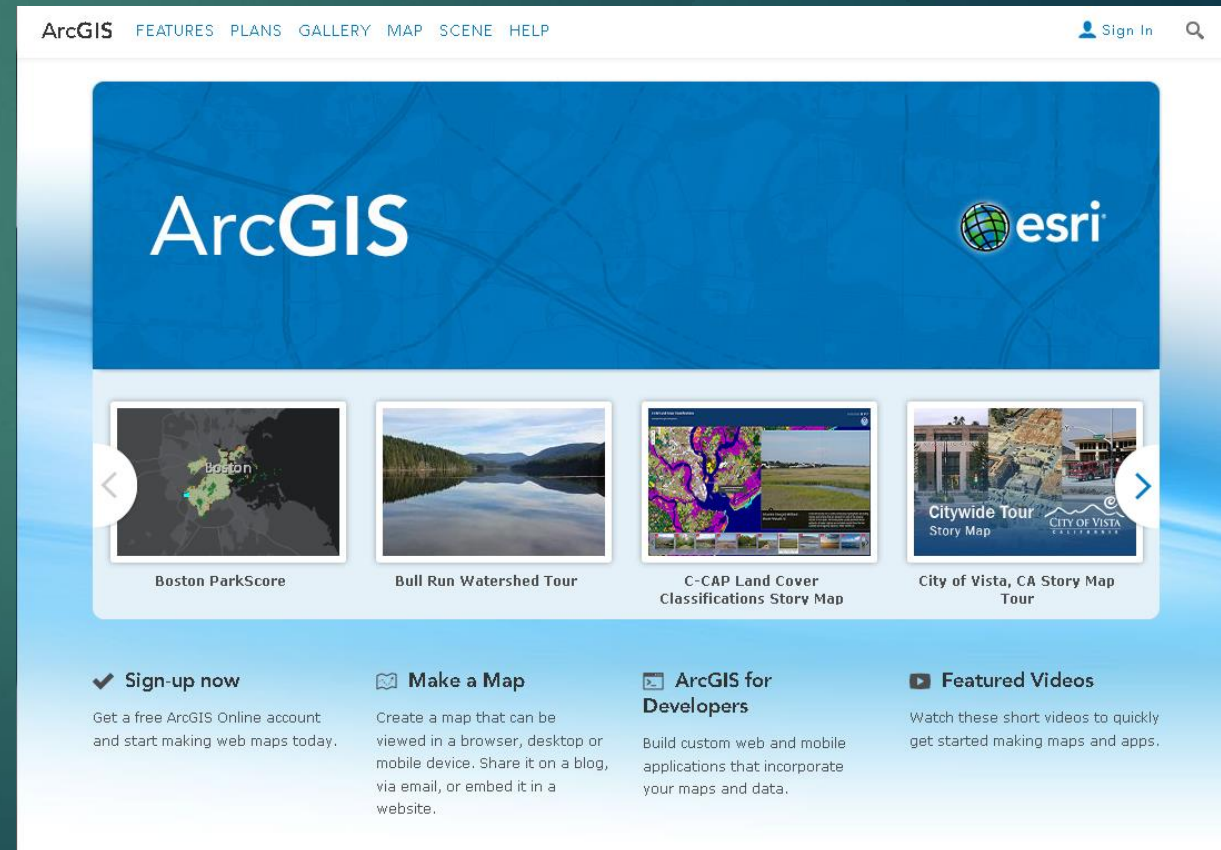 ArcGIS FEATURES PLANS GALLERY MAP SCENE HELP Sign In
ArcGIS
esri
Boston
Citywide Tour
Story Map
CITY OF VISTA
CALIFORNIA
Boston ParkScore
Bull Run Watershed Tour
C-CAP Land Cover
Classifications Story Map
City of Vista, CA Story Map
Tour
Sign-up now
Get a free ArcGIS Online account
and start making web maps today.
Make a Map
Create a map that can be
viewed in a browser, desktop or
mobile device. Share it on a blog,
via email, or embed it in a
website.
ArcGIS for
Developers
Build custom web and mobile
applications that incorporate
your maps and data.
Featured Videos
Watch these short videos to quickly
get started making maps and apps.